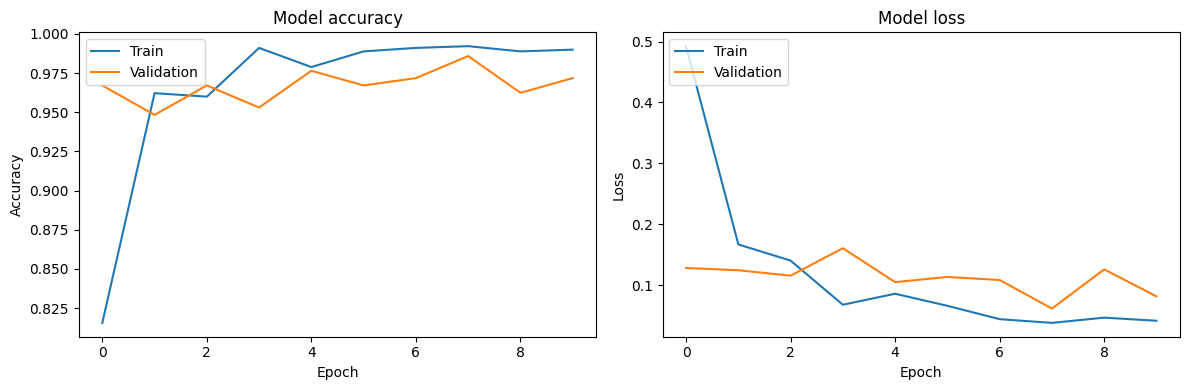 Model accuracy
Train
Validation
1.000
0.975
0.950
0.925
0.900
0.875
0.850
0.825
Accuracy
0
2
4
6
8
Epoch
Model loss
Train
Validation
0.5
0.4
0.3
0.2
0.1
Loss
0
2
4
6
8
Epoch